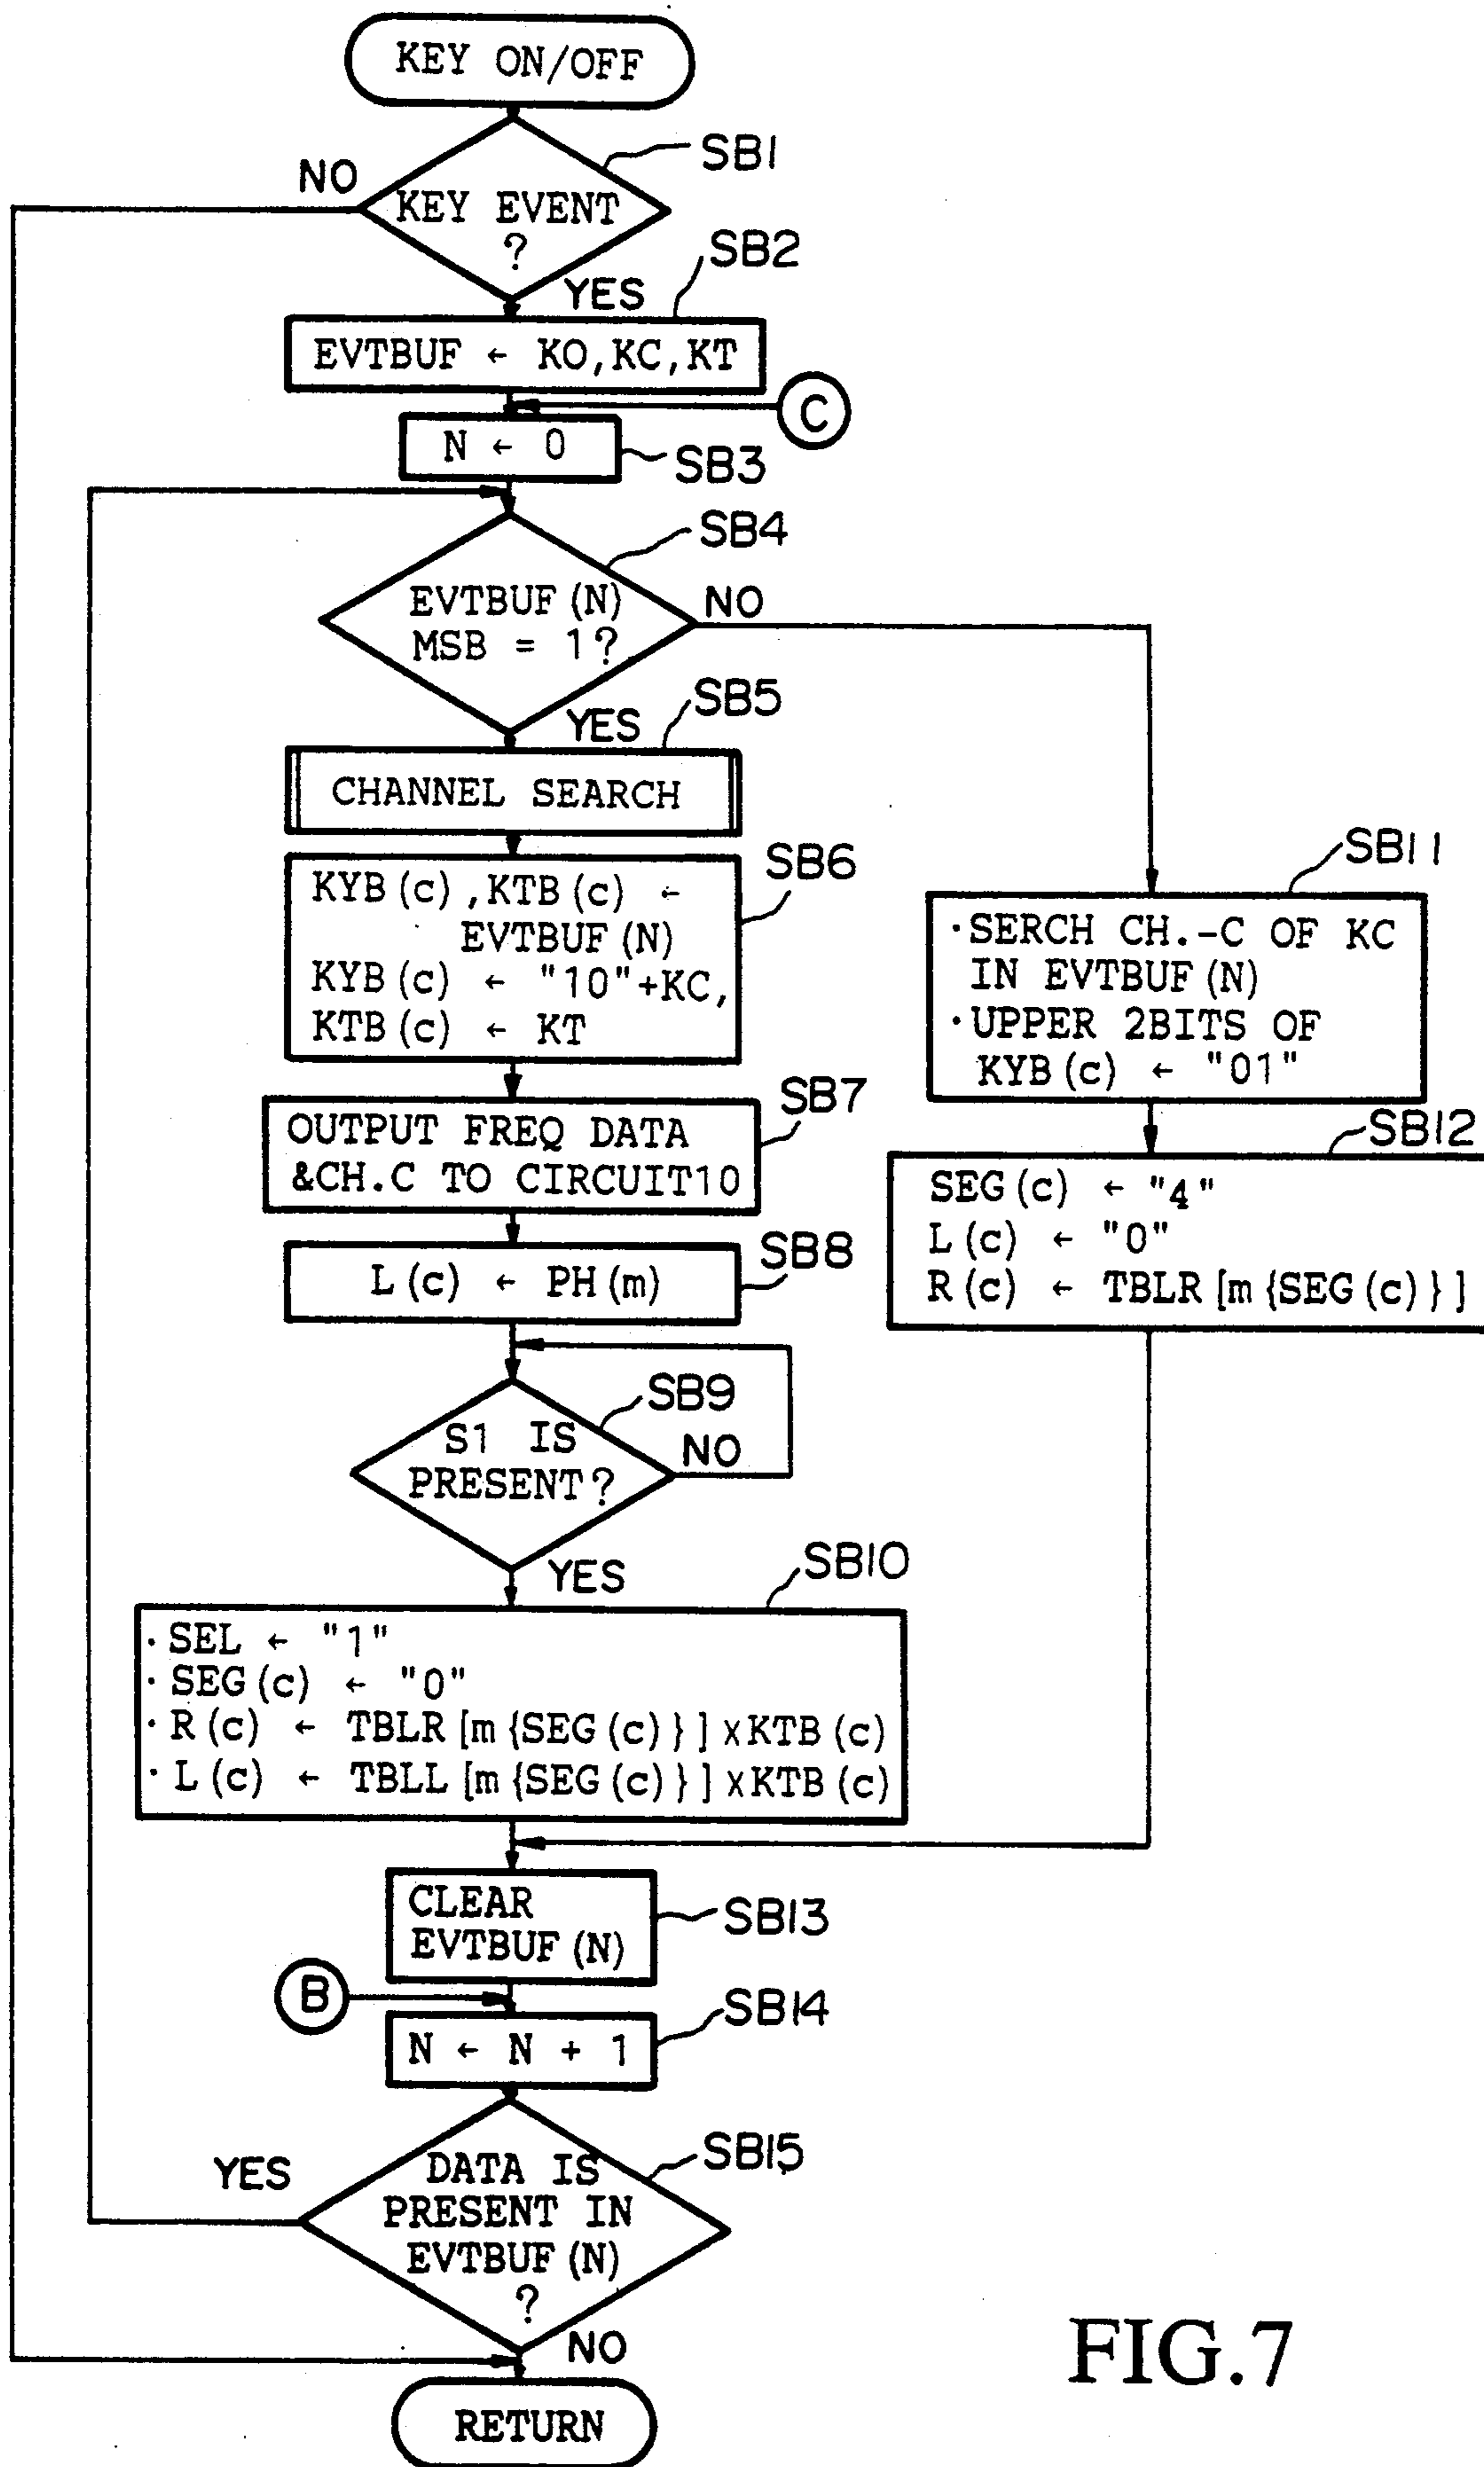 KEY ON/OFF
SB1
NO
KEY EVENT
?
SB2
YES
EVTBUF ← KO,KC,KT
C
N ← 0
SB3
SB4
EVTBUF(N)
MSB = 1?
NO
SB5
YES
CHANNEL SEARCH
SB6
KYB(c),KTB(c) ←
EVTBUF(N)
KYB(c) ← "10"+KC,
KTB(c) ← KT
SB11
·SERCH CH.-C OF KC
IN EVTBUF(N)
·UPPER 2BITS OF
KYB(c) ← "01"
SB7
OUTPUT FREQ DATA
&CH.C TO CIRCUIT10
SB12
SEG(c) ← "4"
L(c) ← "0"
R(c) ← TBLR[m{SEG(c)}]
SB8
L(c) ← PH(m)
SB9
S1 IS
PRESENT?
NO
YES
SB10
·SEL ← "1"
·SEG(c) ← "0"
·R(c) ← TBLR[m{SEG(c)}]xKTB(c)
·L(c) ← TBLL[m{SEG(c)}]xKTB(c)
CLEAR
EVTBUF(N)
SB13
B
SB14
N ← N + 1
SB15
YES
DATA IS
PRESENT IN
EVTBUF(N)
?
NO
RETURN
FIG.7